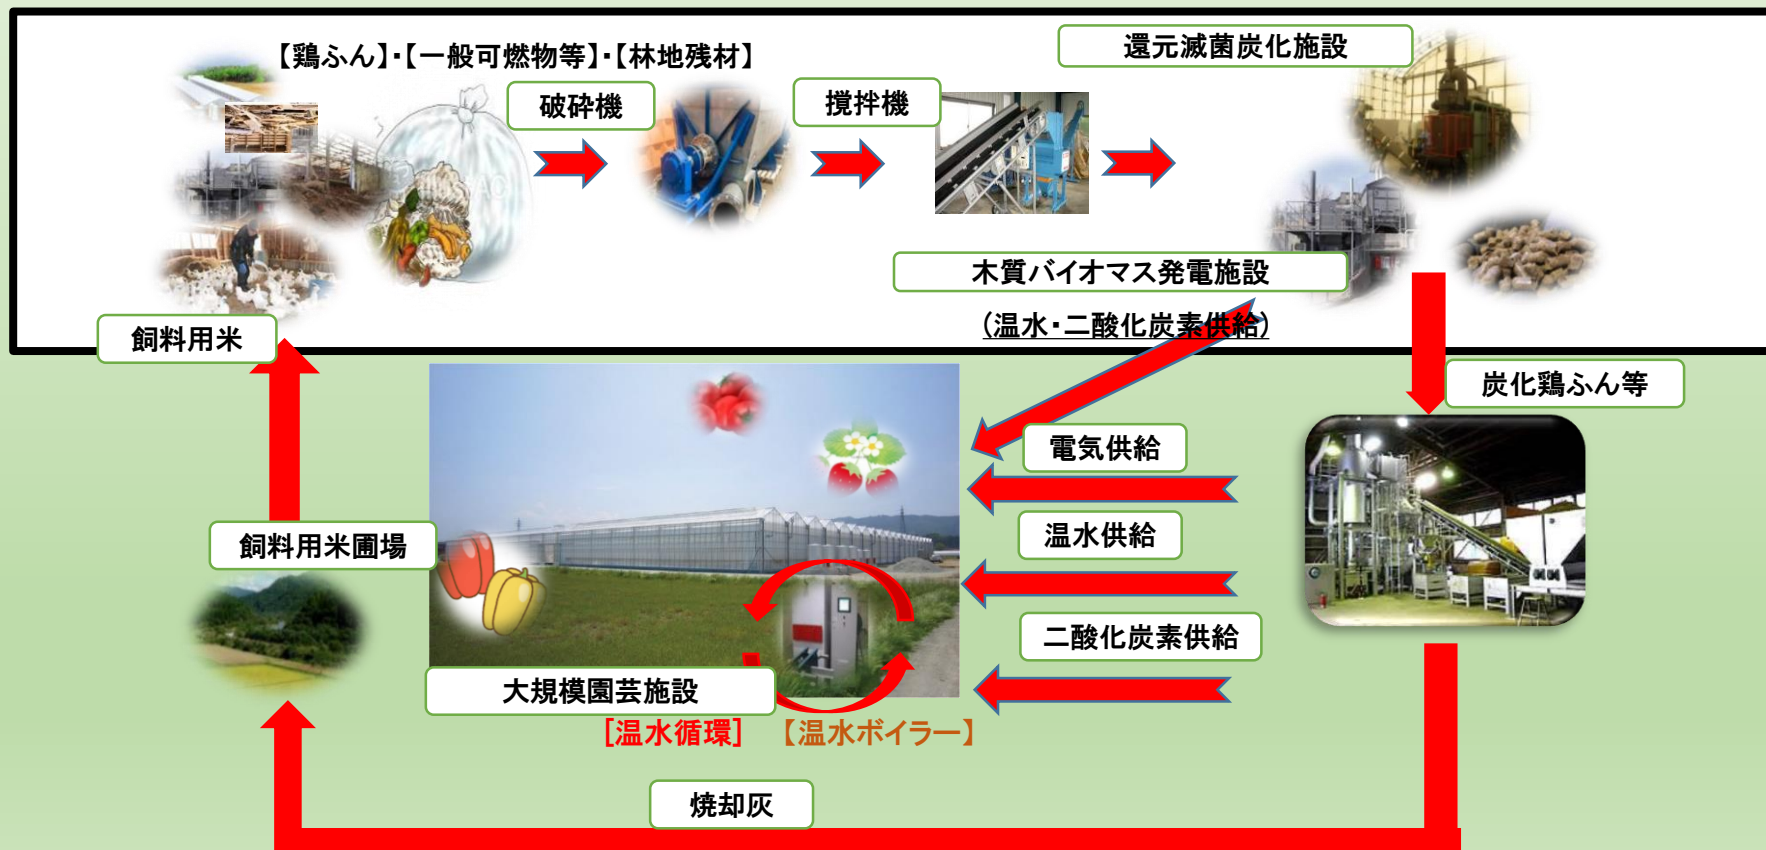 【鶏ふん】・【一般可燃物等】・【林地残材】
破砕機
撹拌機
還元滅菌炭化施設
木質バイオマス発電施設
(温水・二酸化炭素供給)
飼料用米
炭化鶏ふん等
電気供給
飼料用米圃場
温水供給
二酸化炭素供給
大規模園芸施設
[温水循環]
【温水ボイラー】
焼却灰